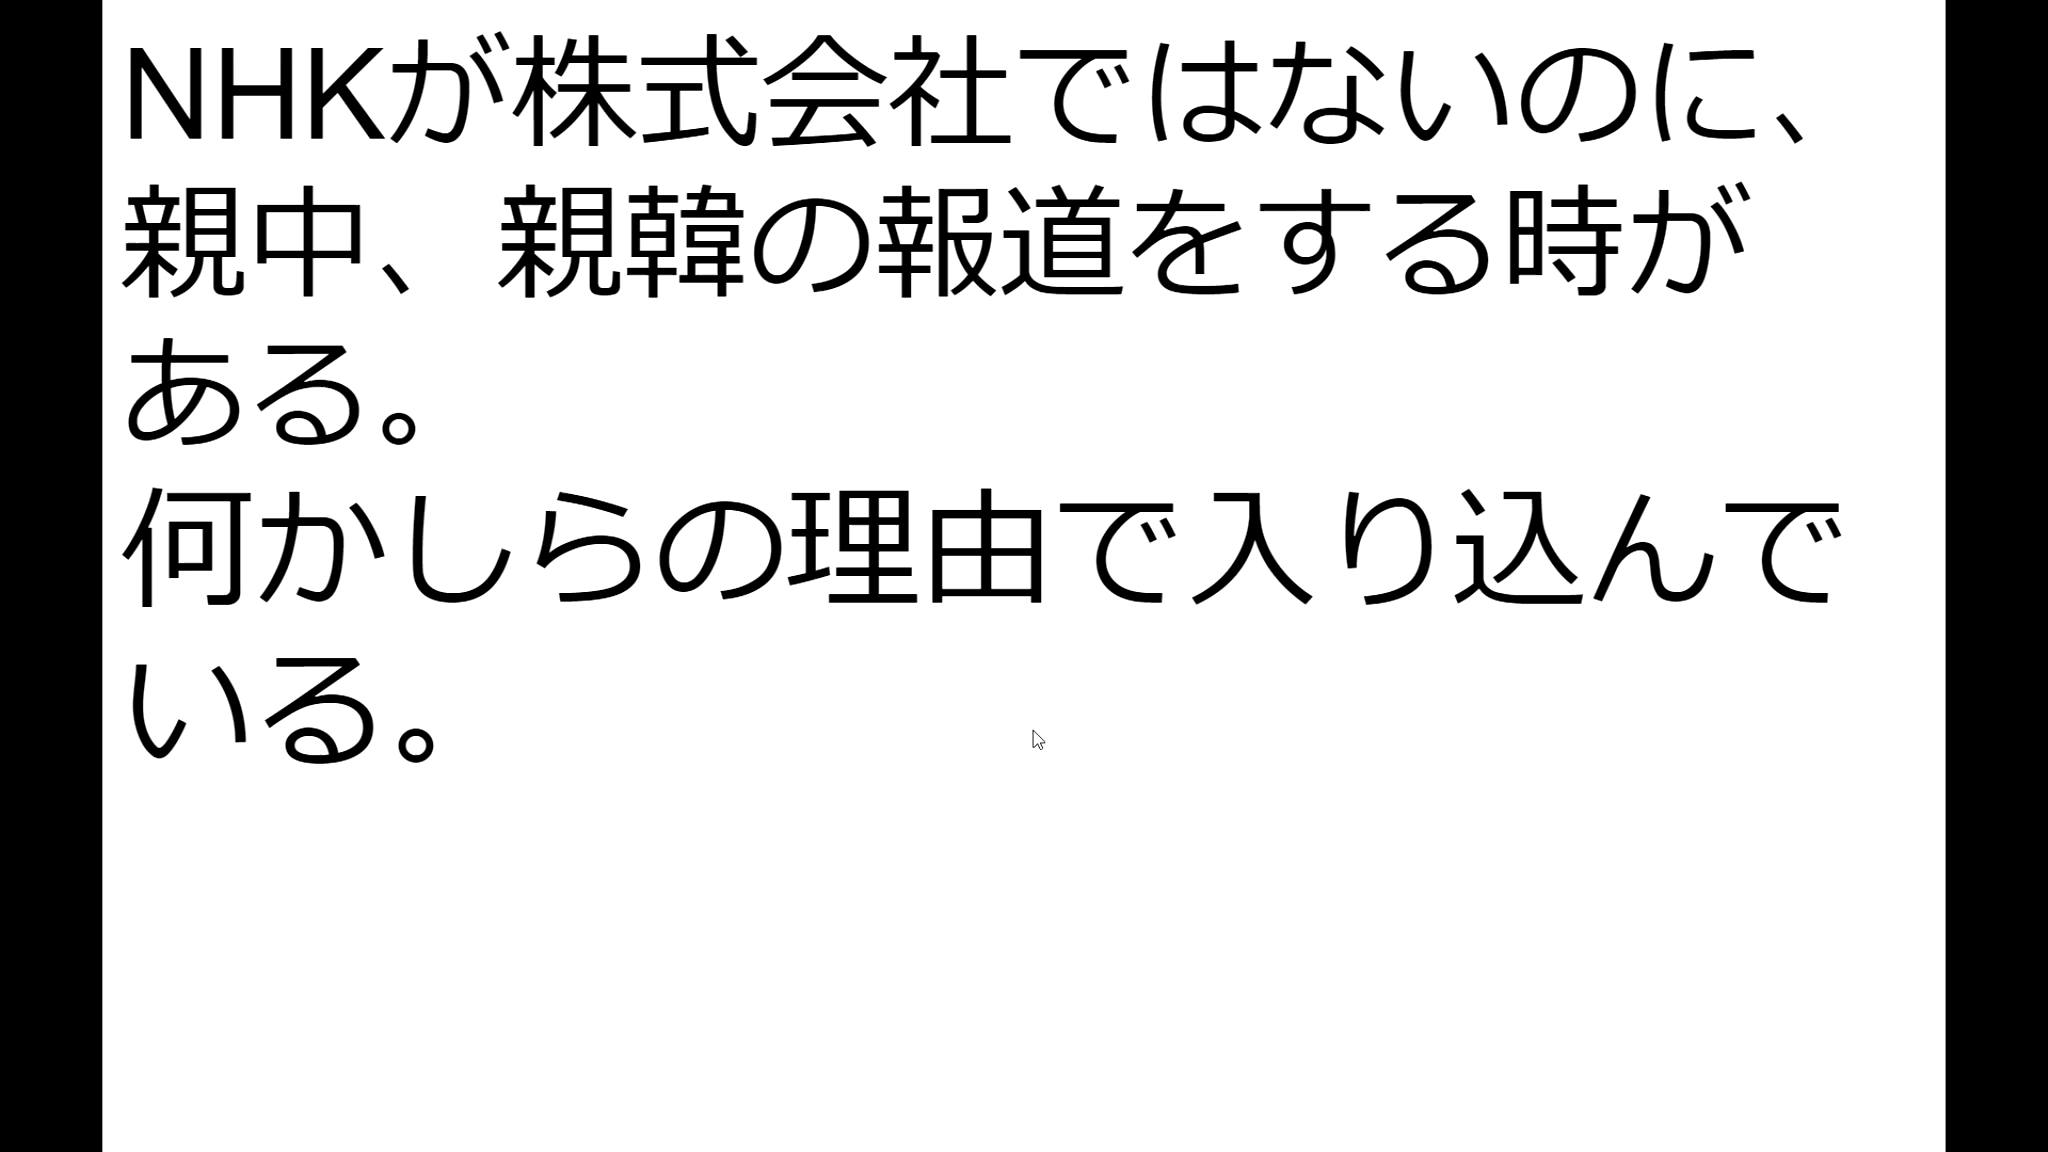 NHKが株式会社ではないのに、
親中、親韓の報道をする時が
ある。
何かしらの理由で入り込んで
いる。